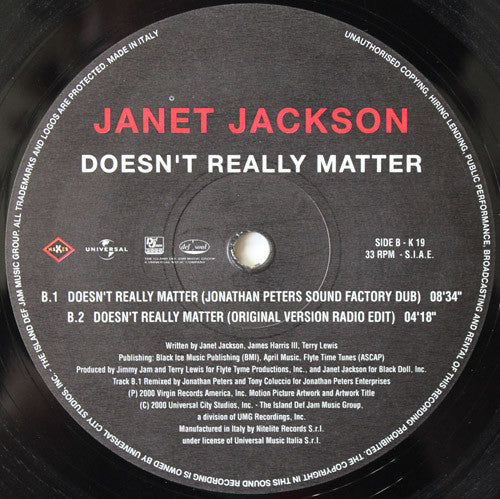 JANET JACKSON
DOESN'T REALLY MATTER
UNIVERSAL
def soul
SIDE B - K 19
33 RPM - S.I.A.E.
B.1 DOESN'T REALLY MATTER (JONATHAN PETERS SOUND FACTORY DUB) 08'34"
B.2 DOESN'T REALLY MATTER (ORIGINAL VERSION RADIO EDIT) 04'18"
Written by Janet Jackson, James Harris III, Terry Lewis
Publishing: Black Ice Music Publishing (BMI), April Music, Flyte Time Tunes (ASCAP)
Produced by Jimmy Jam and Terry Lewis for Flyte Tyme Productions, Inc., and Janet Jackson for Black Doll, Inc.
Track B.1 Remixed by Jonathan Peters and Tony Coluccio for Jonathan Peters Enterprises
(P) 2000 Virgin Records America, Inc. Motion Picture Artwork and Artwork Title
(C) 2000 Universal City Studios, Inc. - The Island Def Jam Music Group,
a division of UMG Recordings, Inc.
Manufactured in Italy by Nitelite Records S.r.l.
under license of Universal Music Italia S.r.l.
UNAUTHORISED COPYING, HIRING LENDING, PUBLIC PERFORMANCE, BROADCASTING AND RENTAL OF THIS RECORDING PROHIBITED. THE COPYRIGHT IN THIS SOUND RECORDING IS OWNED BY UNIVERSAL CITY STUDIOS INC. - THE ISLAND DEF JAM MUSIC GROUP. ALL TRADEMARKS AND LOGOS ARE PROTECTED. MADE IN ITALY